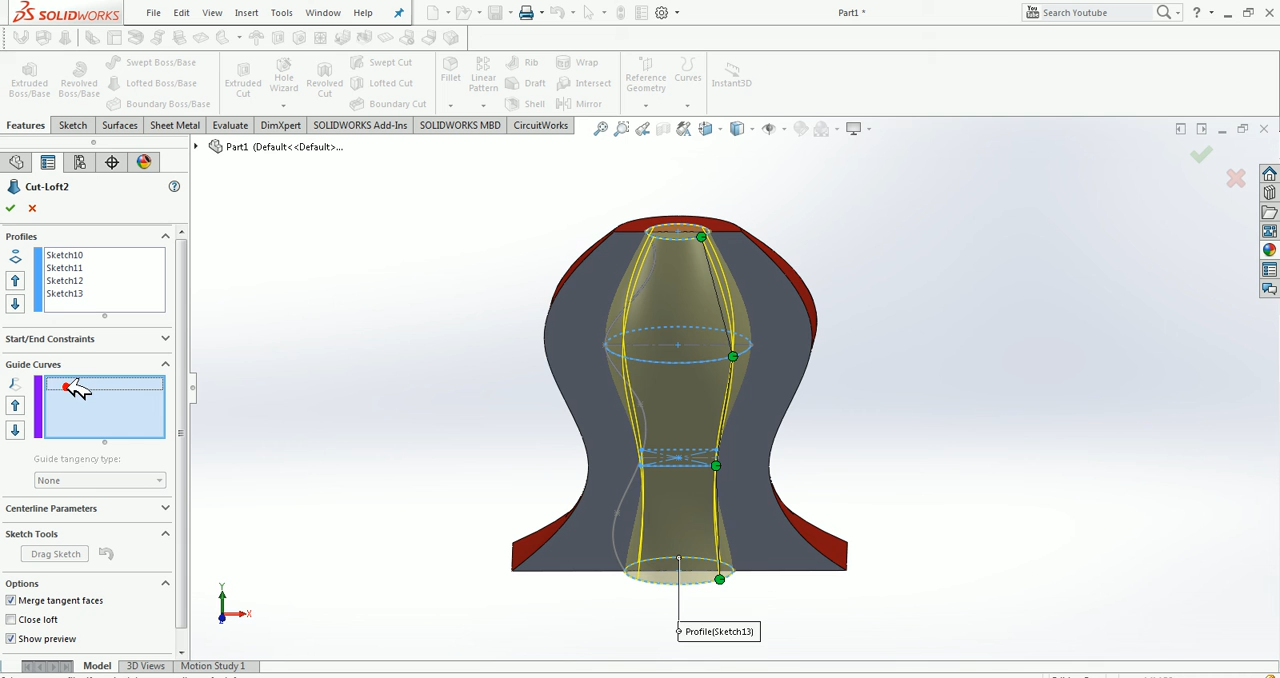 SOLIDWORKS File Edit View Insert Tools Window Help Part1 * Search Youtube
Extruded Boss/Base Revolved Boss/Base Swept Boss/Base Lofted Boss/Base Boundary Boss/Base Extruded Cut Hole Wizard Revolved Cut Swept Cut Lofted Cut Boundary Cut Fillet Linear Pattern Rib Draft Shell Wrap Intersect Mirror Reference Geometry Curves Instant3D
Features Sketch Surfaces Sheet Metal Evaluate DimXpert SOLIDWORKS Add-Ins SOLIDWORKS MBD CircuitWorks
Part1 (Default<<Default>...
Cut-Loft2
Profiles
Sketch10
Sketch11
Sketch12
Sketch13
Start/End Constraints
Guide Curves
Guide tangency type:
None
Centerline Parameters
Sketch Tools
Drag Sketch
Options
Merge tangent faces
Close loft
Show preview
Y
X
Z
Profile(Sketch13)
Model 3D Views Motion Study 1